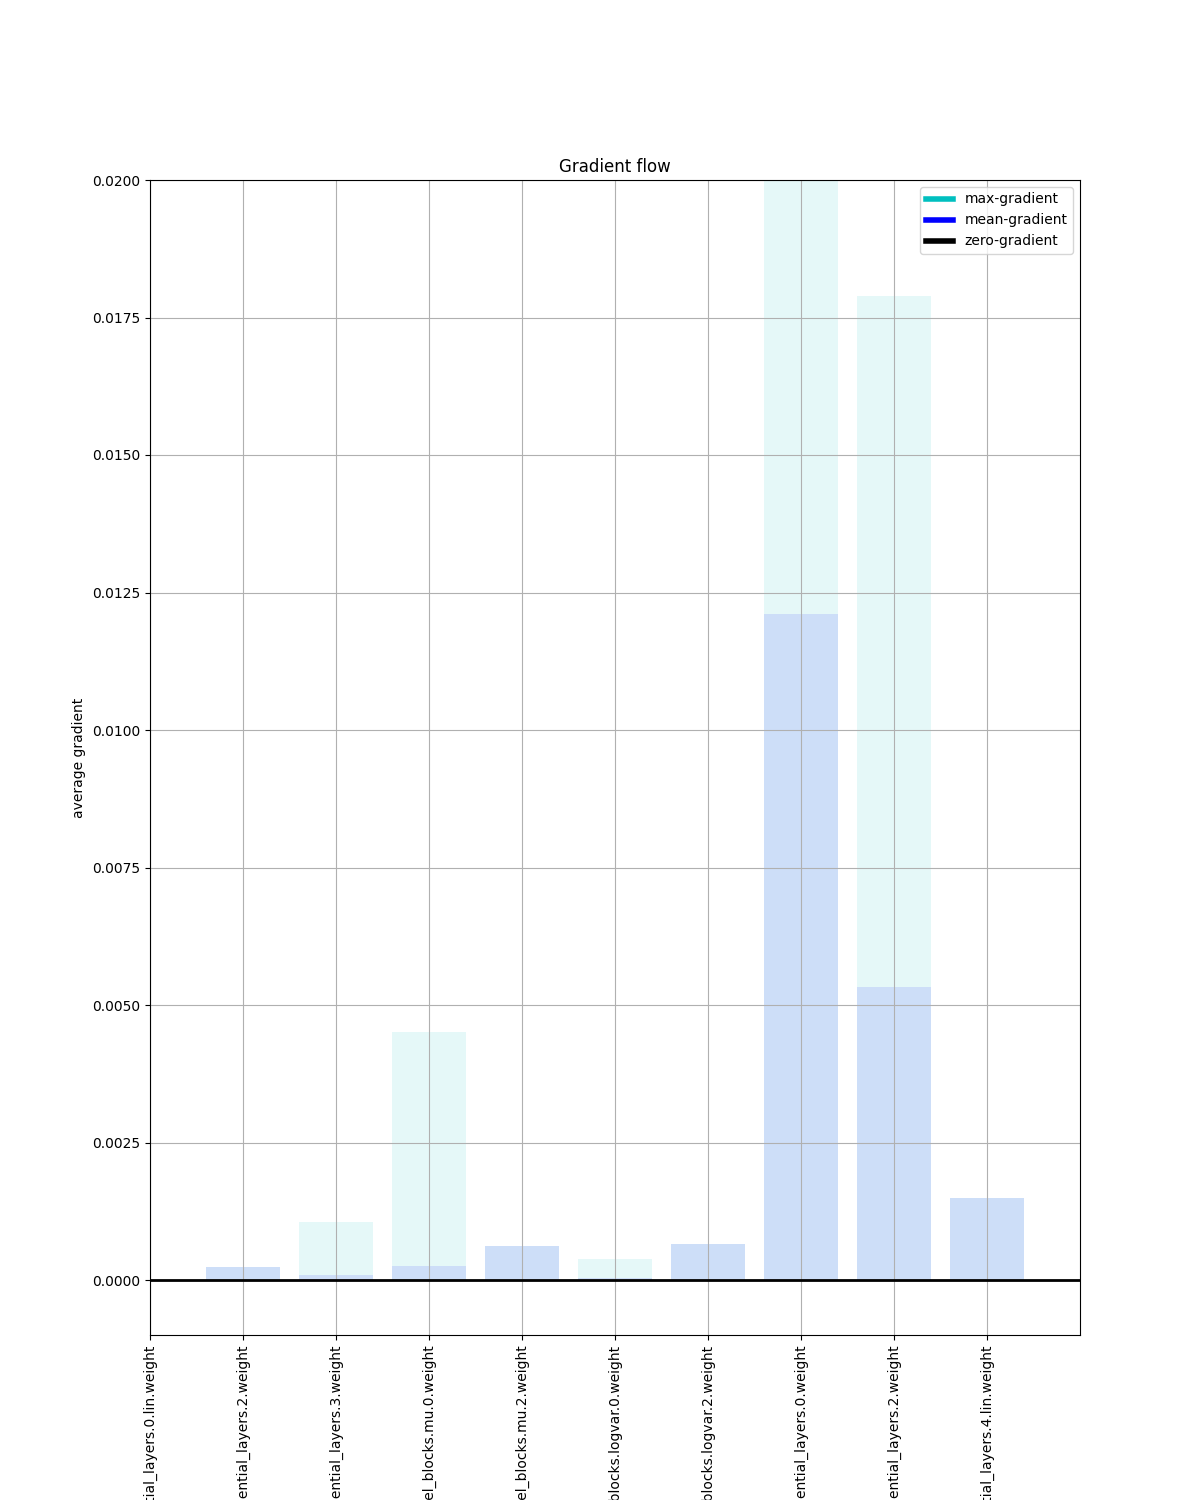 Gradient flow
max-gradient
mean-gradient
zero-gradient
0.0200
0.0175
0.0150
0.0125
0.0100
0.0075
0.0050
0.0025
0.0000
average gradient
tial_layers.0.lin.weight
ential_layers.2.weight
ential_layers.3.weight
el_blocks.mu.0.weight
el_blocks.mu.2.weight
blocks.logvar.0.weight
blocks.logvar.2.weight
ential_layers.0.weight
ential_layers.2.weight
tial_layers.4.lin.weight